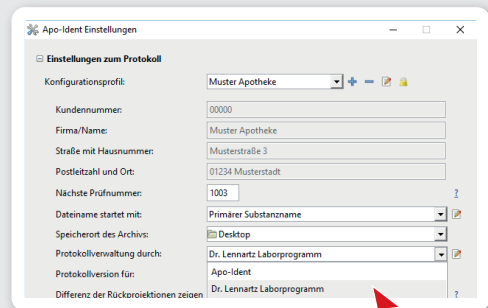 Apo-Ident Einstellungen
Einstellungen zum Protokoll
Konfigurationsprofil: Muster Apotheke
Kundennummer: 00000
Firma/Name: Muster Apotheke
Straße mit Hausnummer: Musterstraße 3
Postleitzahl und Ort: 01234 Musterstadt
Nächste Prüfnummer: 1003 ?
Dateiname startet mit: Primärer Substanzname
Speicherort des Archivs: Desktop
Protokollverwaltung durch: Dr. Lennartz Laborprogramm
Protokollversion für: Apo-Ident
Differenz der Rückprojektionen zeigen Dr. Lennartz Laborprogramm ?